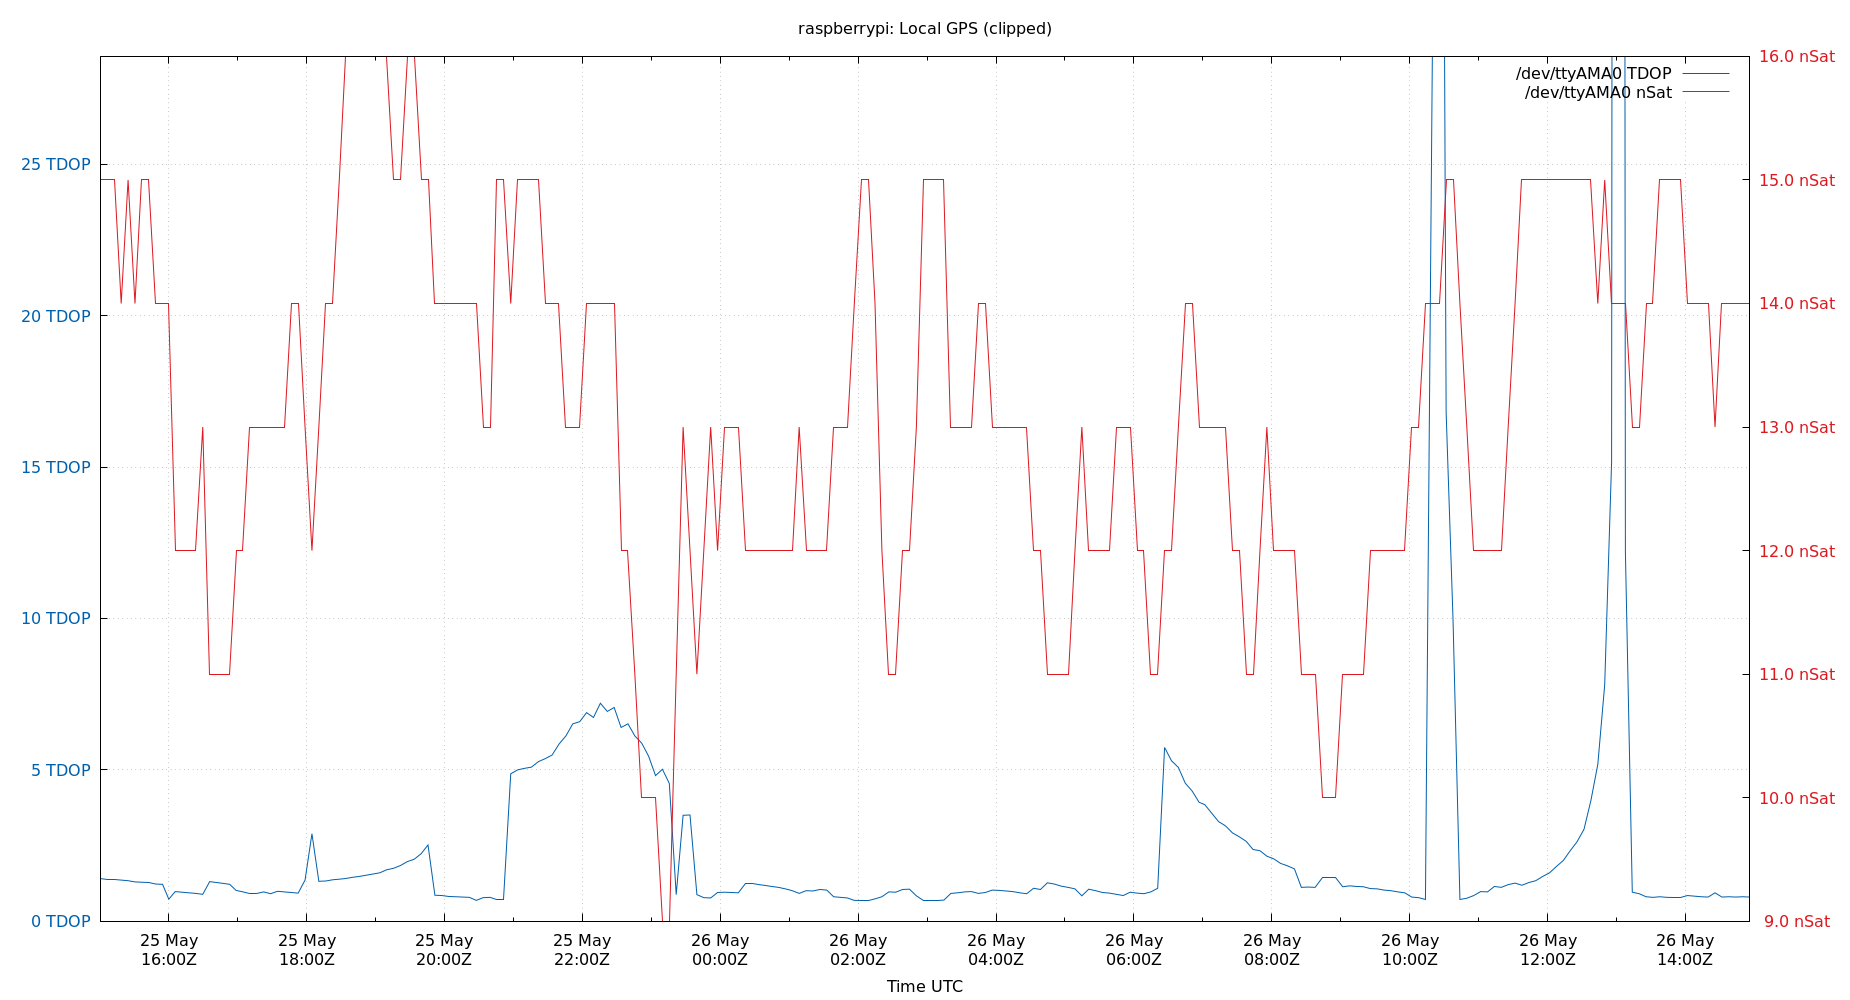 raspberrypi: Local GPS (clipped)
/dev/ttyAMA0 TDOP
/dev/ttyAMA0 nSat
25 TDOP
20 TDOP
15 TDOP
10 TDOP
5 TDOP
0 TDOP
16.0 nSat
15.0 nSat
14.0 nSat
13.0 nSat
12.0 nSat
11.0 nSat
10.0 nSat
9.0 nSat
25 May
16:00Z
25 May
18:00Z
25 May
20:00Z
25 May
22:00Z
26 May
00:00Z
26 May
02:00Z
26 May
04:00Z
26 May
06:00Z
26 May
08:00Z
26 May
10:00Z
26 May
12:00Z
26 May
14:00Z
Time UTC